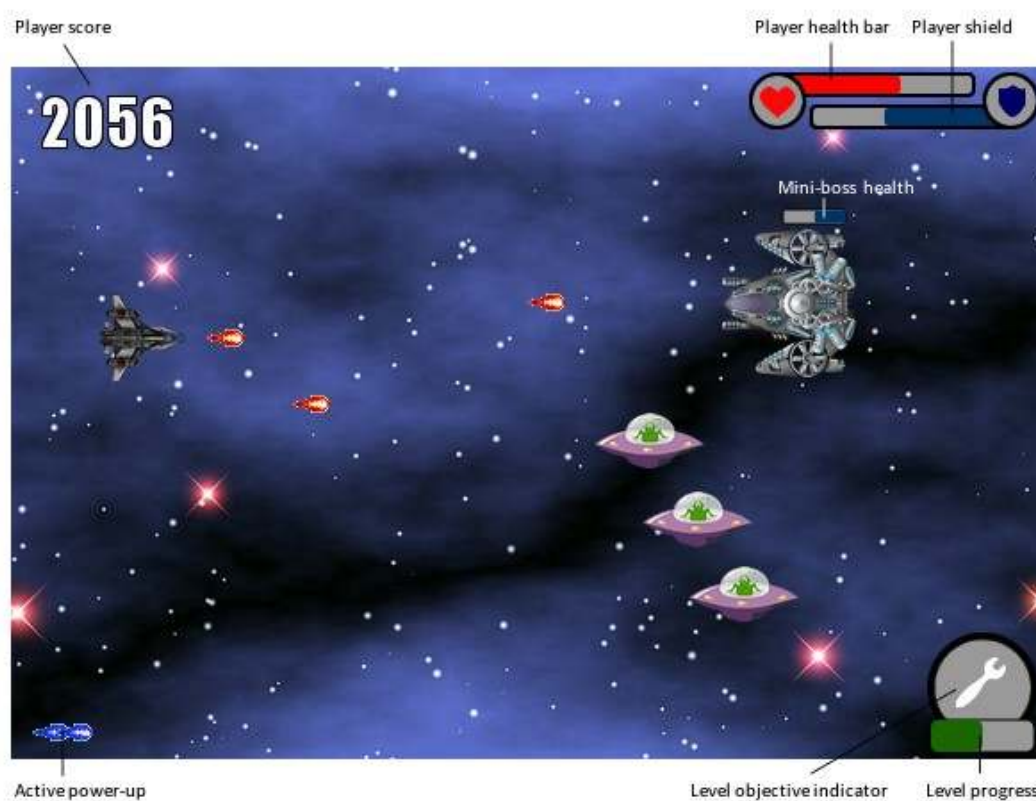 Player score
Player health bar
Player shield
2056
Mini-boss health
Active power-up
Level objective indicator
Level progress